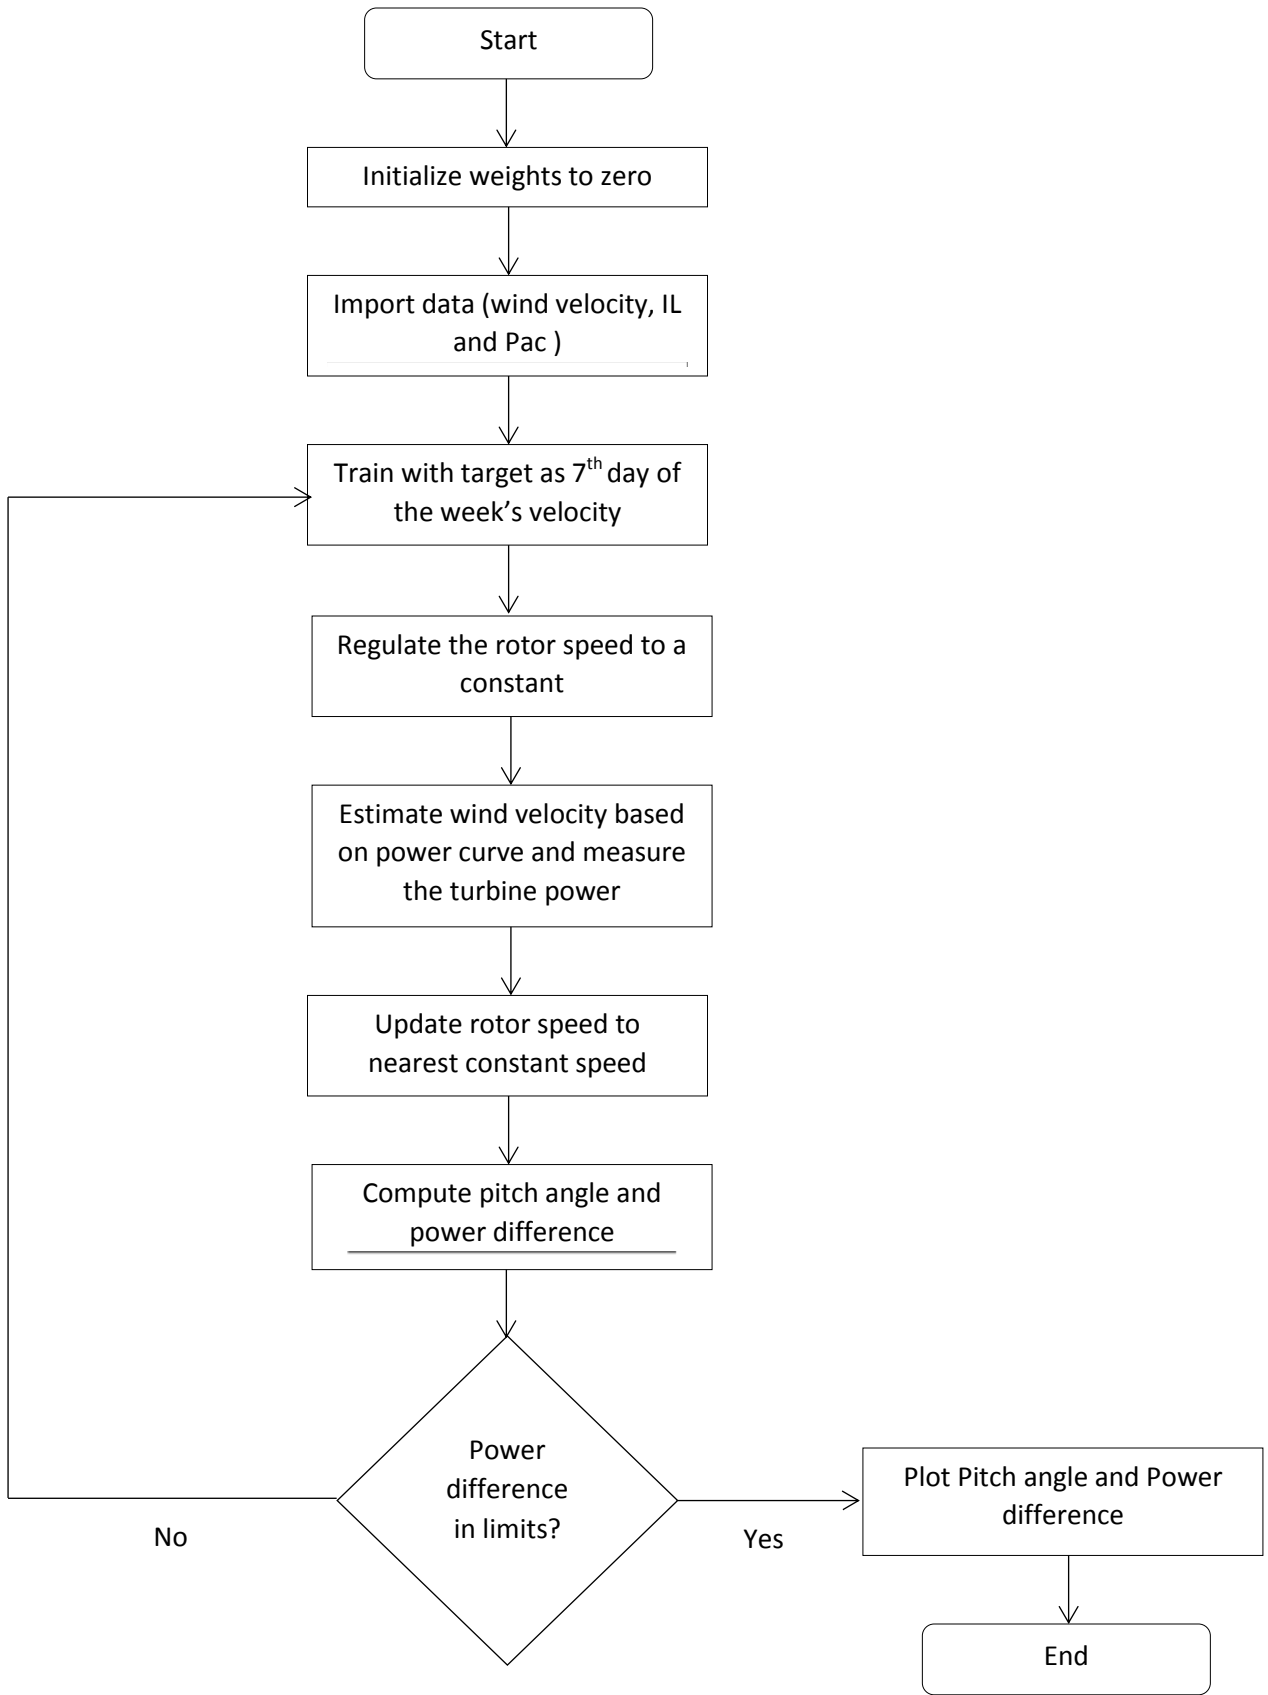 Start
Initialize weights to zero
Import data (wind velocity, IL
and Pac )
Train with target as 7th day of
the week’s velocity
Regulate the rotor speed to a
constant
Estimate wind velocity based
on power curve and measure
the turbine power
Update rotor speed to
nearest constant speed
Compute pitch angle and
power difference
Power
difference
in limits?
No
Yes
Plot Pitch angle and Power
difference
End